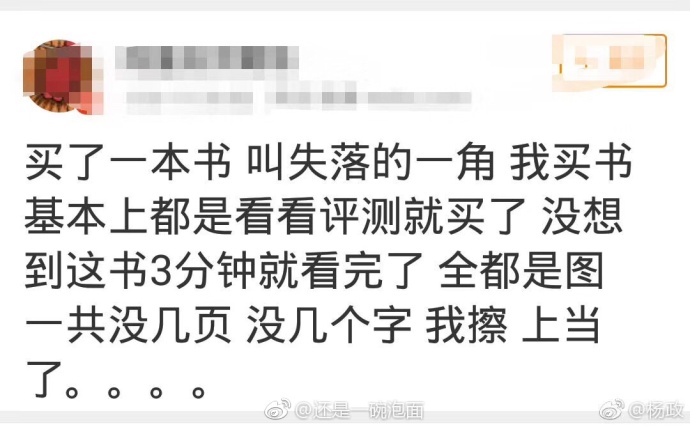 买了一本书 叫失落的一角 我买书
基本上都是看看评测就买了 没想
到这书3分钟就看完了 全都是图
一共没几页 没几个字 我擦 上当
了。。。。
@还是一碗泡面
@杨政